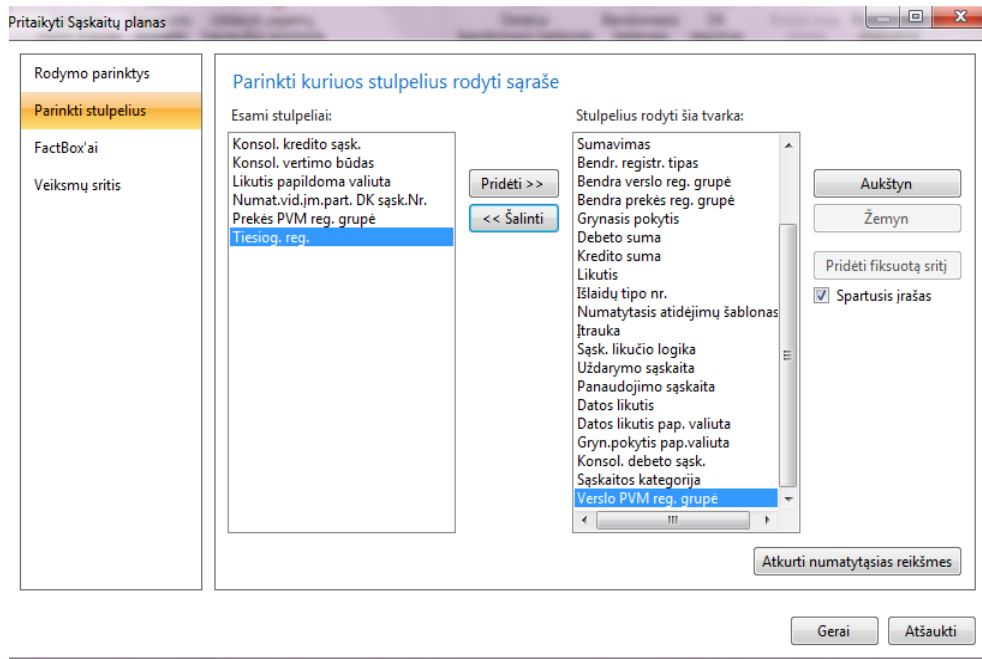 Pritaikyti Sąskaitų planas
Rodymo parinktys
Parinkti stulpelius
FactBox'ai
Veiksmų sritis
Parinkti kuriuos stulpelius rodyti sąraše
Esami stulpeliai:
Konsol. kredito sąsk.
Konsol. vertimo būdas
Likutis papildoma valiuta
Numat.vid.įm.part. DK sąsk.Nr.
Prekės PVM reg. grupė
Tiesiog. reg.
Pridėti >>
<< Šalinti
Stulpelius rodyti šia tvarka:
Sumavimas
Bendr. registr. tipas
Bendra verslo reg. grupė
Bendra prekės reg. grupė
Grynasis pokytis
Debeto suma
Kredito suma
Likutis
Išlaidų tipo nr.
Numatytasis atidėjimų šablonas
Įtrauka
Sąsk. likučio logika
Uždarymo sąskaita
Panaudojimo sąskaita
Datos likutis
Datos likutis pap. valiuta
Gryn.pokytis pap.valiuta
Konsol. debeto sąsk.
Sąskaitos kategorija
Verslo PVM reg. grupė
Aukštyn
Žemyn
Pridėti fiksuotą sritį
Spartusis įrašas
Atkurti numatytąsias reikšmes
Gerai
Atšaukti